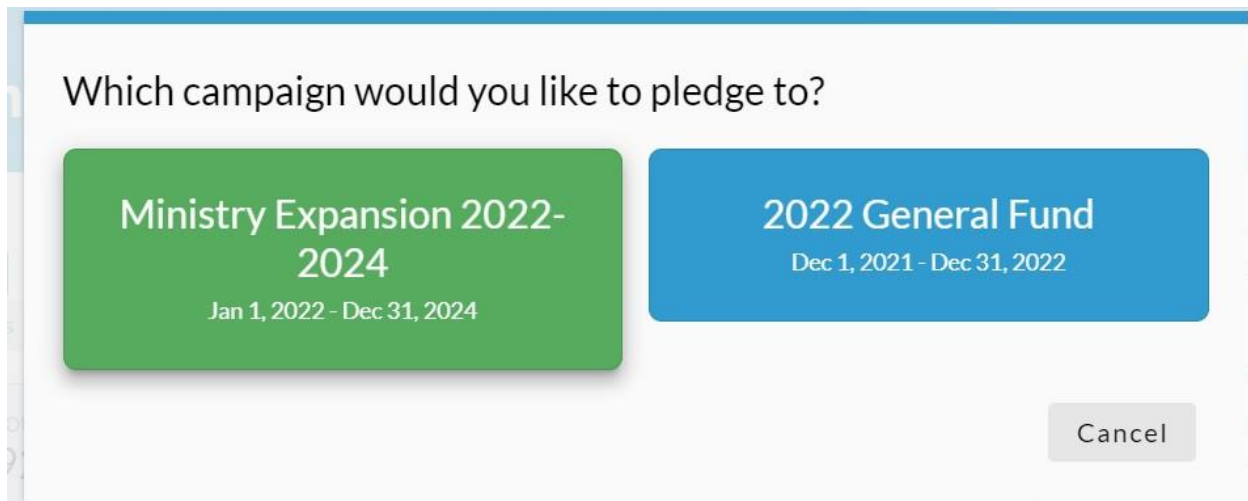 Which campaign would you like to pledge to?
Ministry Expansion 2022-
2024
Jan 1, 2022 - Dec 31, 2024
2022 General Fund
Dec 1, 2021 - Dec 31, 2022
Cancel